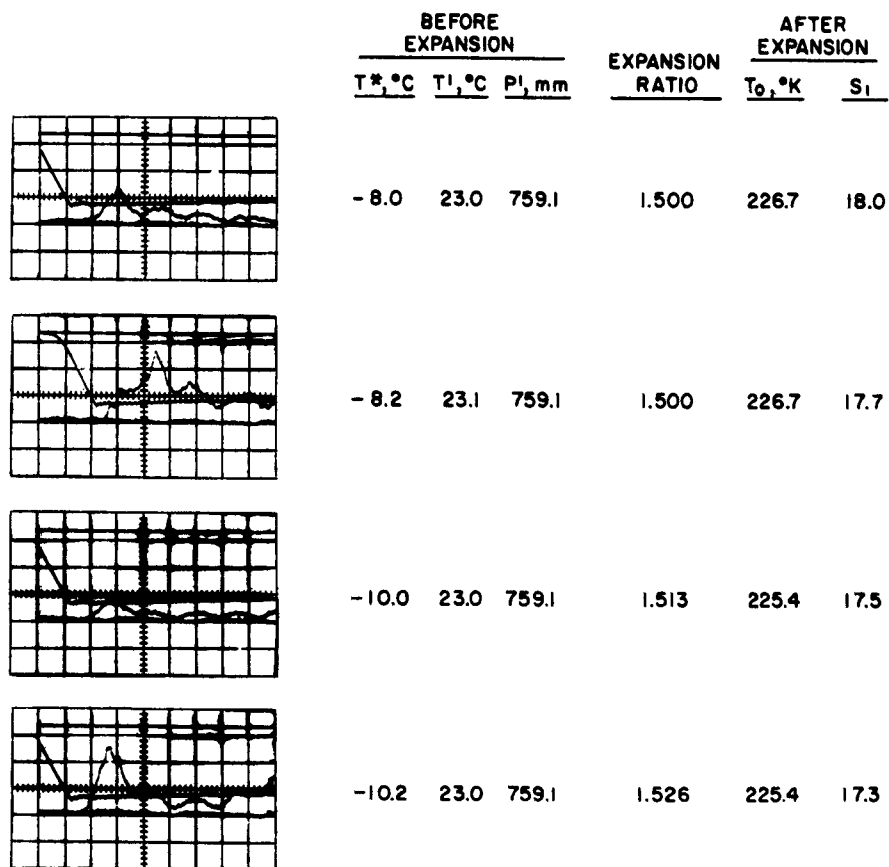 BEFORE EXPANSION
EXPANSION RATIO
AFTER EXPANSION
T*, °C T', °C P', mm T₀, °K S₁
-8.0 23.0 759.1 1.500 226.7 18.0
-8.2 23.1 759.1 1.500 226.7 17.7
-10.0 23.0 759.1 1.513 225.4 17.5
-10.2 23.0 759.1 1.526 225.4 17.3